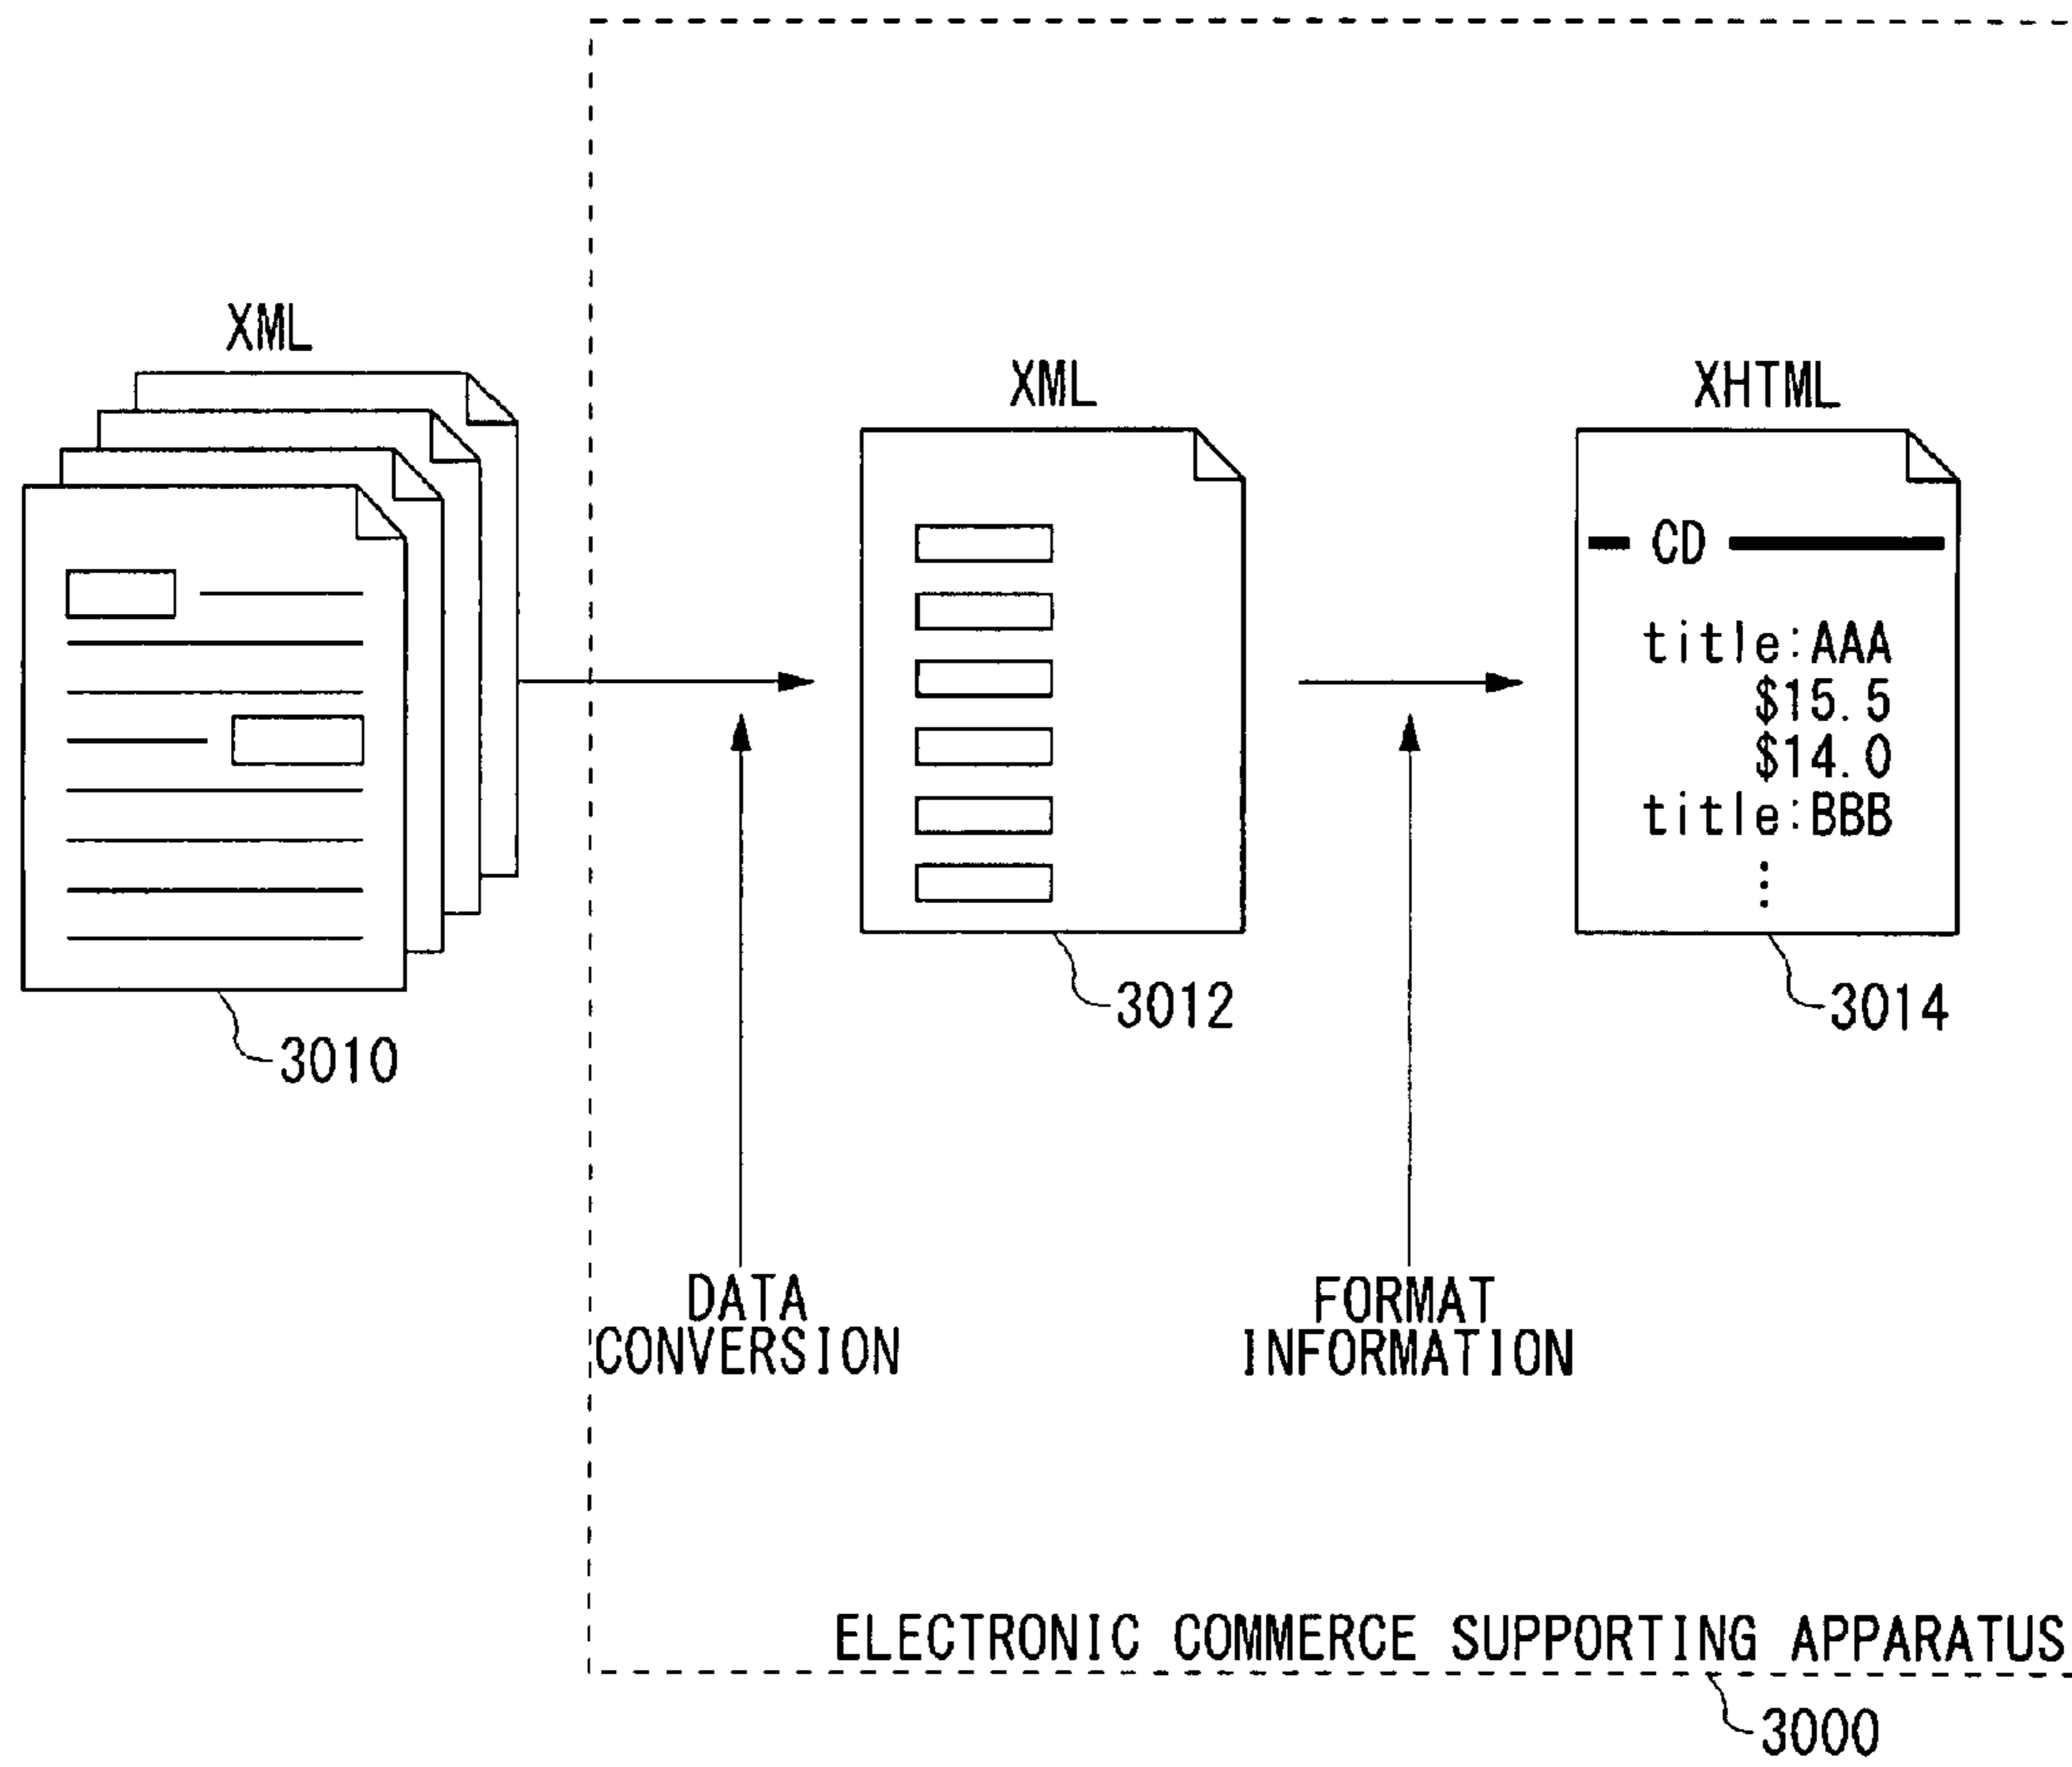 XML
XML
XHTML
CD
title:AAA
$15.5
$14.0
title:BBB
3010
3012
3014
DATA
CONVERSION
FORMAT
INFORMATION
ELECTRONIC COMMERCE SUPPORTING APPARATUS
3000